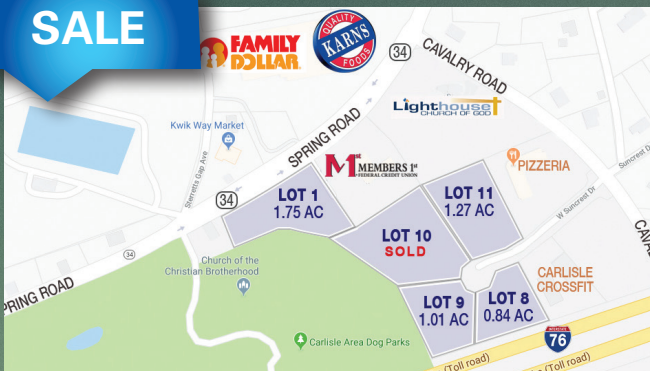 SALE
FAMILY
DOLLAR
QUALITY
KARNS
FOODS
34
CAVALRY ROAD
Lighthouse
CHURCH OF GOD
Kwik Way Market
SPRING ROAD
Sterretts Gap Ave
M1st
MEMBERS 1st
FEDERAL CREDIT UNION
PIZZERIA
Suncrest Dr
W Suncrest Dr
34
LOT 1
1.75 AC
LOT 11
1.27 AC
LOT 10
SOLD
34
Church of the
Christian Brotherhood
PRING ROAD
CARLISLE
CROSSFIT
LOT 9
1.01 AC
LOT 8
0.84 AC
INTERSTATE
76
Carlisle Area Dog Parks
(Toll road)
(Toll road)